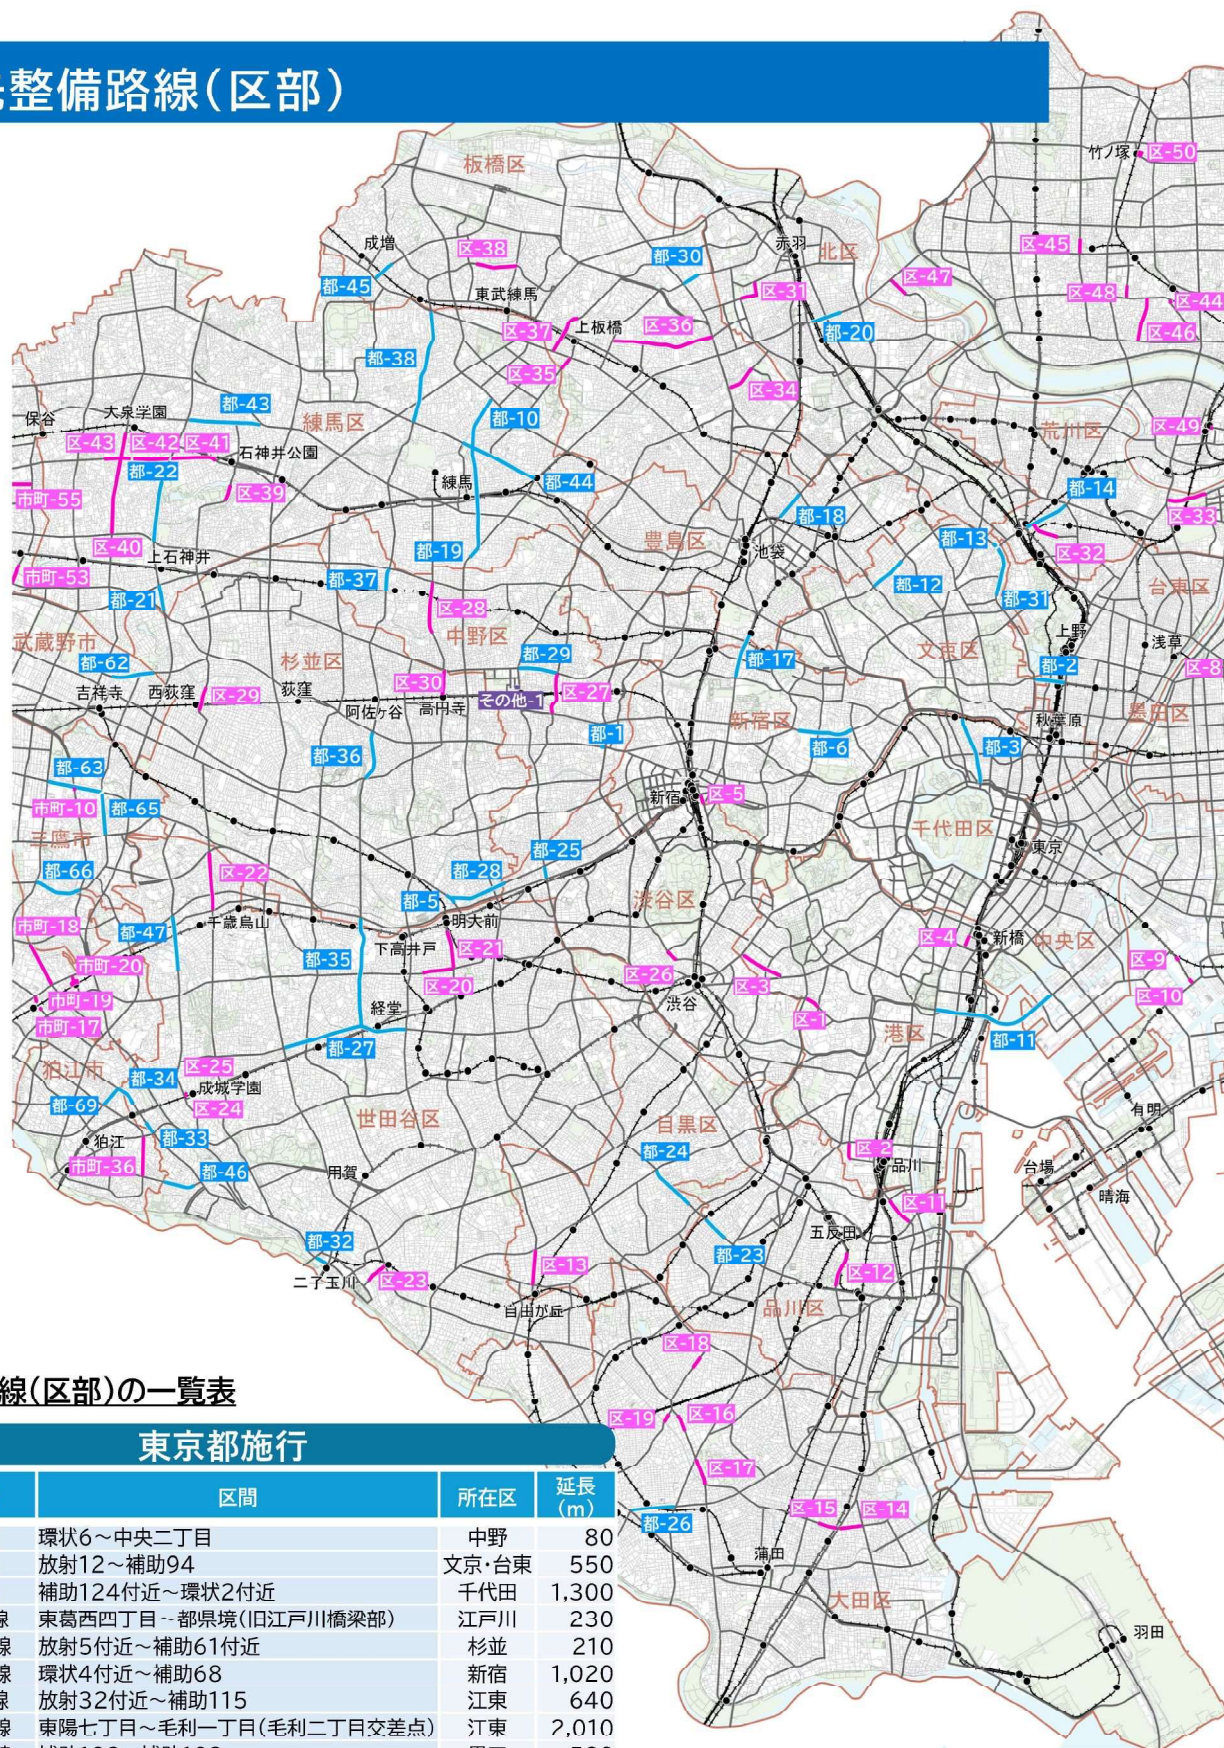 整備路線(区部)
竹ノ塚 区-50
板橋区
成増 区-38
赤羽 北区 区-45
都-30
区-47
都-45 東武練馬 区-31 区-48 区-44
区-37 上板橋 区-36 都-20 区-46
都-38
区-35
区-34
都-43
保谷 大泉学園 都-10
練馬区 荒川区 区-49
区-43 区-42 区-41
石神井公園
都-22 練馬 都-44 都-14
市町-55 区-39
都-18 区-33
都-19 豊島区 都-13
区-40 上石神井 池袋 区-32
市町-53 都-37 都-12 台東区
都-21 区-28 都-31
武蔵野市 中野区 上野 浅草
都-62 杉並区 都-29 都-17 文京区 都-2 区-8
吉祥寺 西荻窪 区-29 荻窪 区-30 その他-1 区-27
阿佐ヶ谷 高円寺 新宿区 秋葉原 墨田区
都-36 都-1 都-6 都-3
都-63
市町-10 都-65 新宿 区-5
三鷹市 千代田区 東京
都-66 区-22 都-28 都-25
都-5 渋谷区
市町-18 都-47 千歳烏山 明大前
下高井戸 区-21 区-4 新橋 中央区
市町-20 都-35 区-9
区-20 区-26 区-3
市町-19 経堂 渋谷 区-10
市町-17 区-1 港区
都-27 都-11
狛江市 区-25
都-34 成城学園
都-69 区-24 有明
世田谷区 目黒区
狛江 都-33
市町-36 都-46 用賀 都-24 区-2 品川 台場
晴海
区-11
都-32 五反田
二子玉川 区-23 区-13 都-23 区-12
自由が丘 品川区
区-18
線(区部)の一覧表
区-19 区-16
東京都施行
区-17
区間 所在区 延長
(m)
区-15 区-14
都-26
蒲田
大田区
羽田
環状6～中央二丁目 中野 80
放射12～補助94 文京・台東 550
補助124付近～環状2付近 千代田 1,300
線 東葛西四丁目～都県境(旧江戸川橋梁部) 江戸川 230
線 放射5付近～補助61付近 杉並 210
線 環状4付近～補助68 新宿 1,020
線 放射32付近～補助115 江東 640
線 東陽七丁目～毛利一丁目(毛利二丁目交差点) 江東 2,010